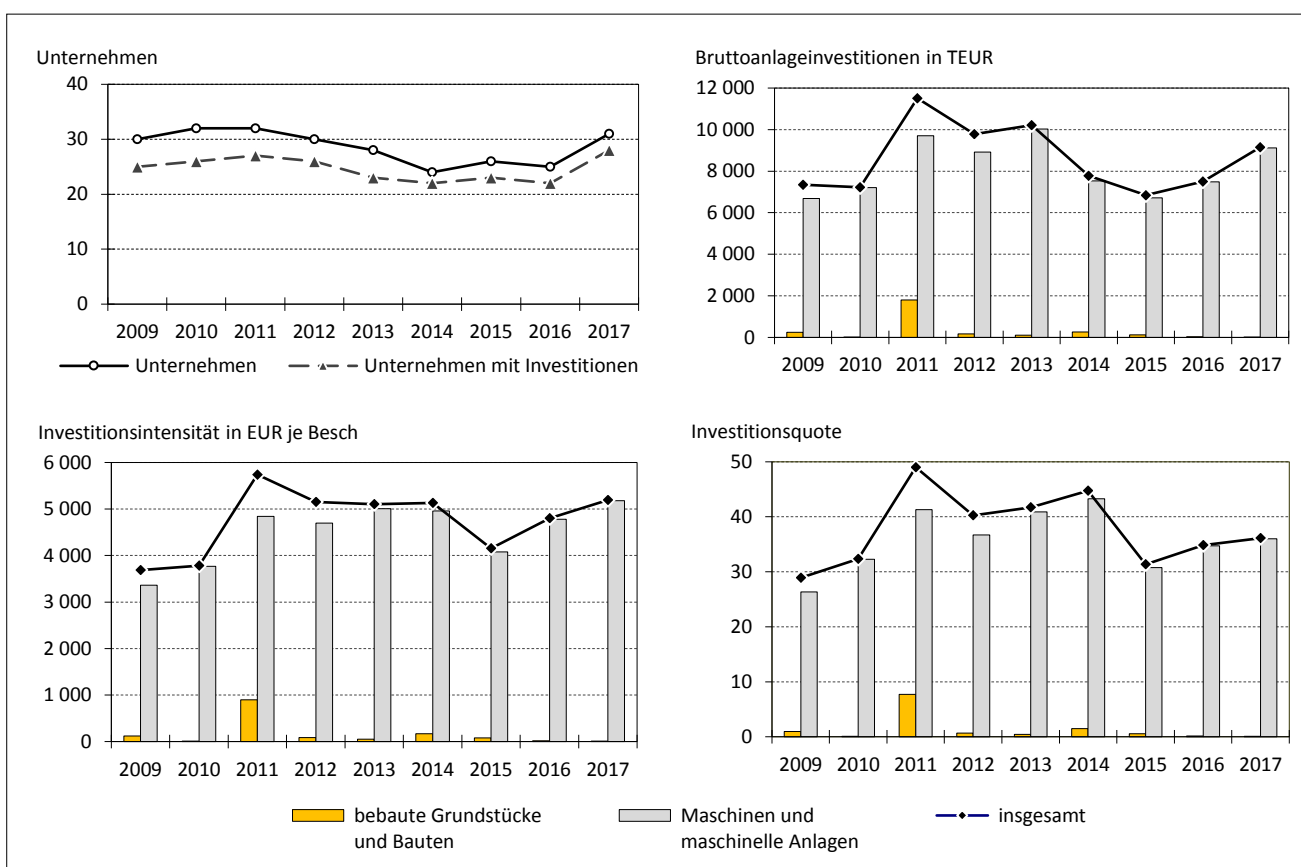 Unternehmen
40
30
20
10
0
2009 2010 2011 2012 2013 2014 2015 2016 2017
Unternehmen Unternehmen mit Investitionen
Bruttoanlageinvestitionen in TEUR
12 000
10 000
8 000
6 000
4 000
2 000
0
2009 2010 2011 2012 2013 2014 2015 2016 2017
Investitionsintensität in EUR je Besch
6 000
5 000
4 000
3 000
2 000
1 000
0
2009 2010 2011 2012 2013 2014 2015 2016 2017
Investitionsquote
50
40
30
20
10
0
2009 2010 2011 2012 2013 2014 2015 2016 2017
bebaute Grundstücke
und Bauten
Maschinen und
maschinelle Anlagen
insgesamt